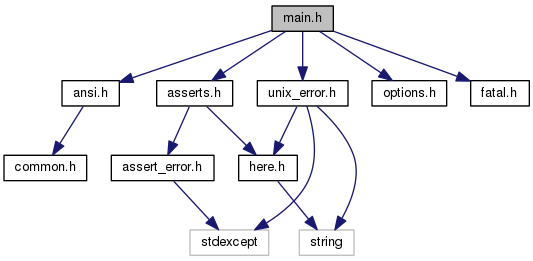 main.h
ansi.h
asserts.h
unix_error.h
options.h
fatal.h
common.h
assert_error.h
here.h
stdexcept
string